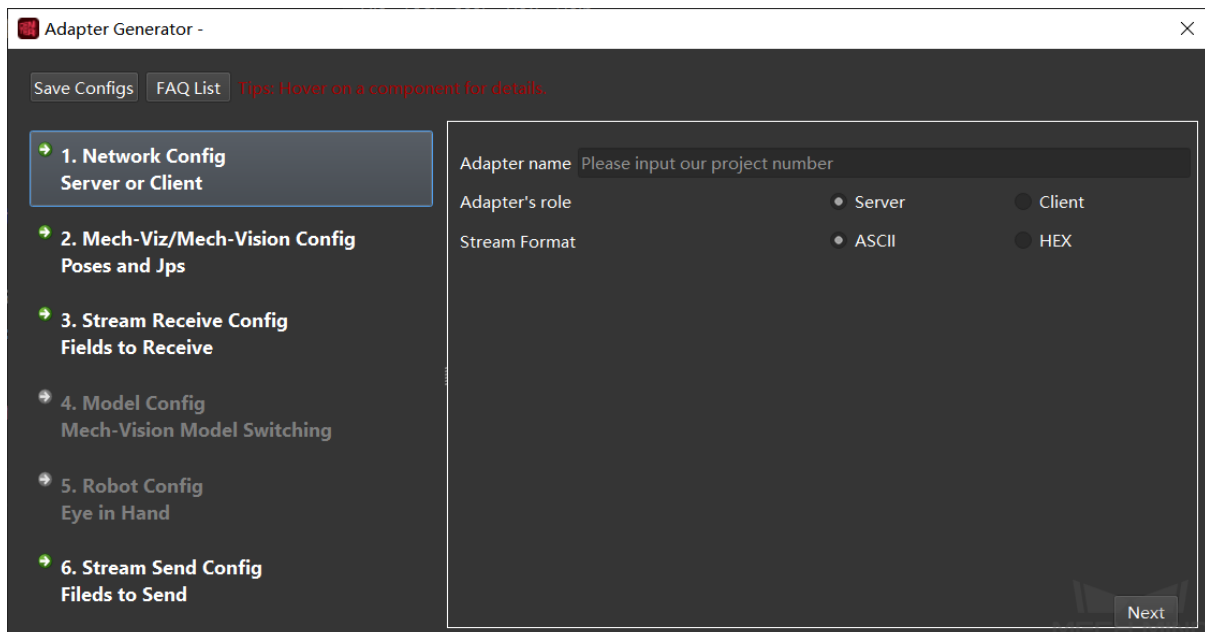 Adapter Generator -
Save Configs FAQ List Tips: Hover on a component for details.
1. Network Config
Server or Client
2. Mech-Viz/Mech-Vision Config
Poses and Jps
3. Stream Receive Config
Fields to Receive
4. Model Config
Mech-Vision Model Switching
5. Robot Config
Eye in Hand
6. Stream Send Config
Fileds to Send
Adapter name Please input our project number
Adapter's role Server Client
Stream Format ASCII HEX
Next